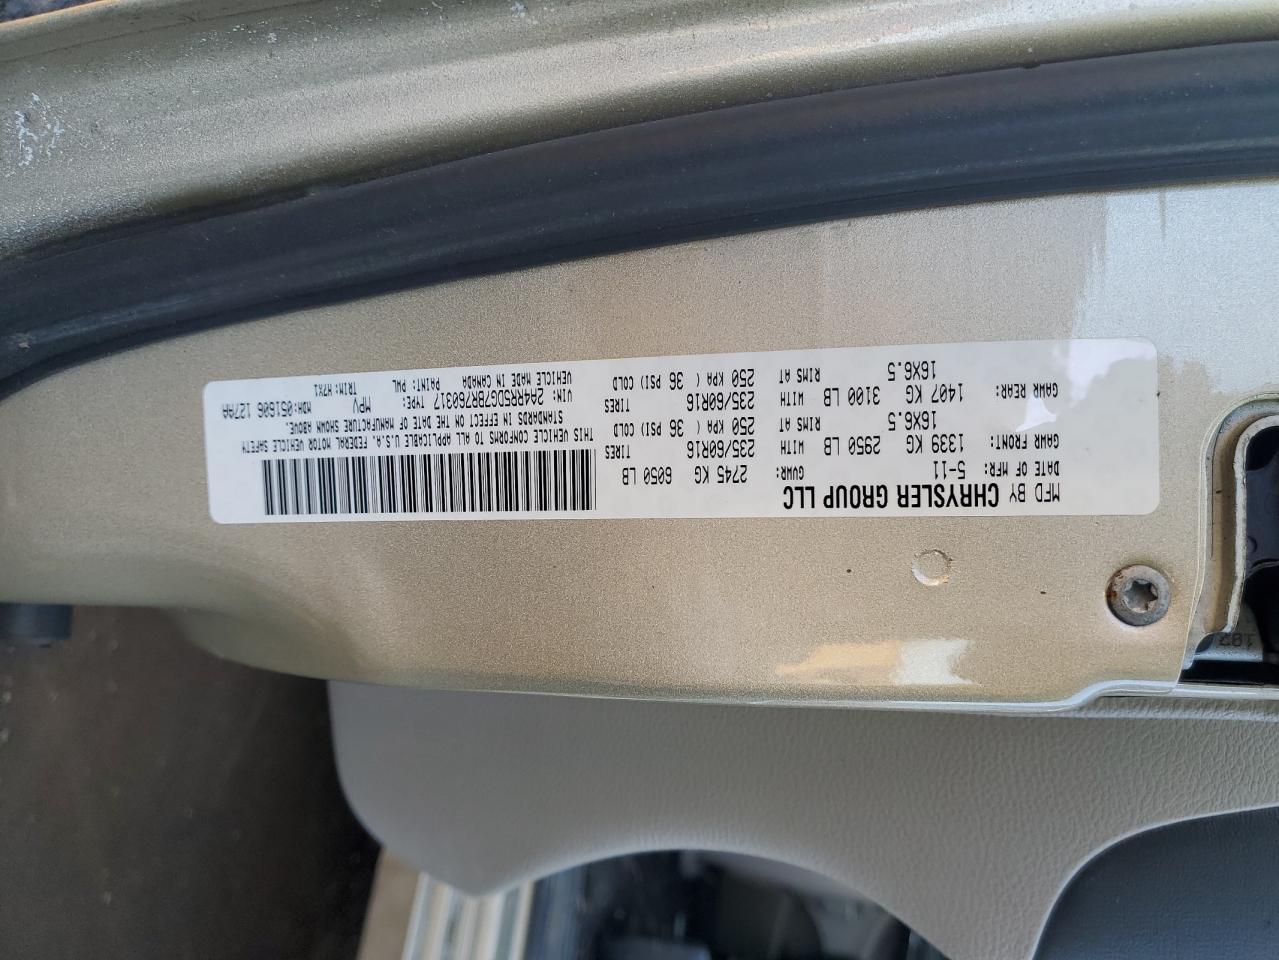 MFD BY CHRYSLER GROUP LLC
DATE OF MFR: 5-11 GVWR: 2745 KG 6050 LB
GAWR FRONT: 1339 KG 2950 LB WITH 235/60R16 TIRES
16X6.5 RIMS AT 250 KPA ( 36 PSI) COLD
GAWR REAR: 1407 KG 3100 LB WITH 235/60R16 TIRES
16X6.5 RIMS AT 250 KPA ( 36 PSI) COLD
THIS VEHICLE CONFORMS TO ALL APPLICABLE U.S.A. FEDERAL MOTOR VEHICLE SAFETY
STANDARDS IN EFFECT ON THE DATE OF MANUFACTURE SHOWN ABOVE.
VIN: 2A4RR5DG7BR760317 TYPE: MPV MDH:051606 127AA
VEHICLE MADE IN CANADA PAINT: PWL TRIM: H7X1